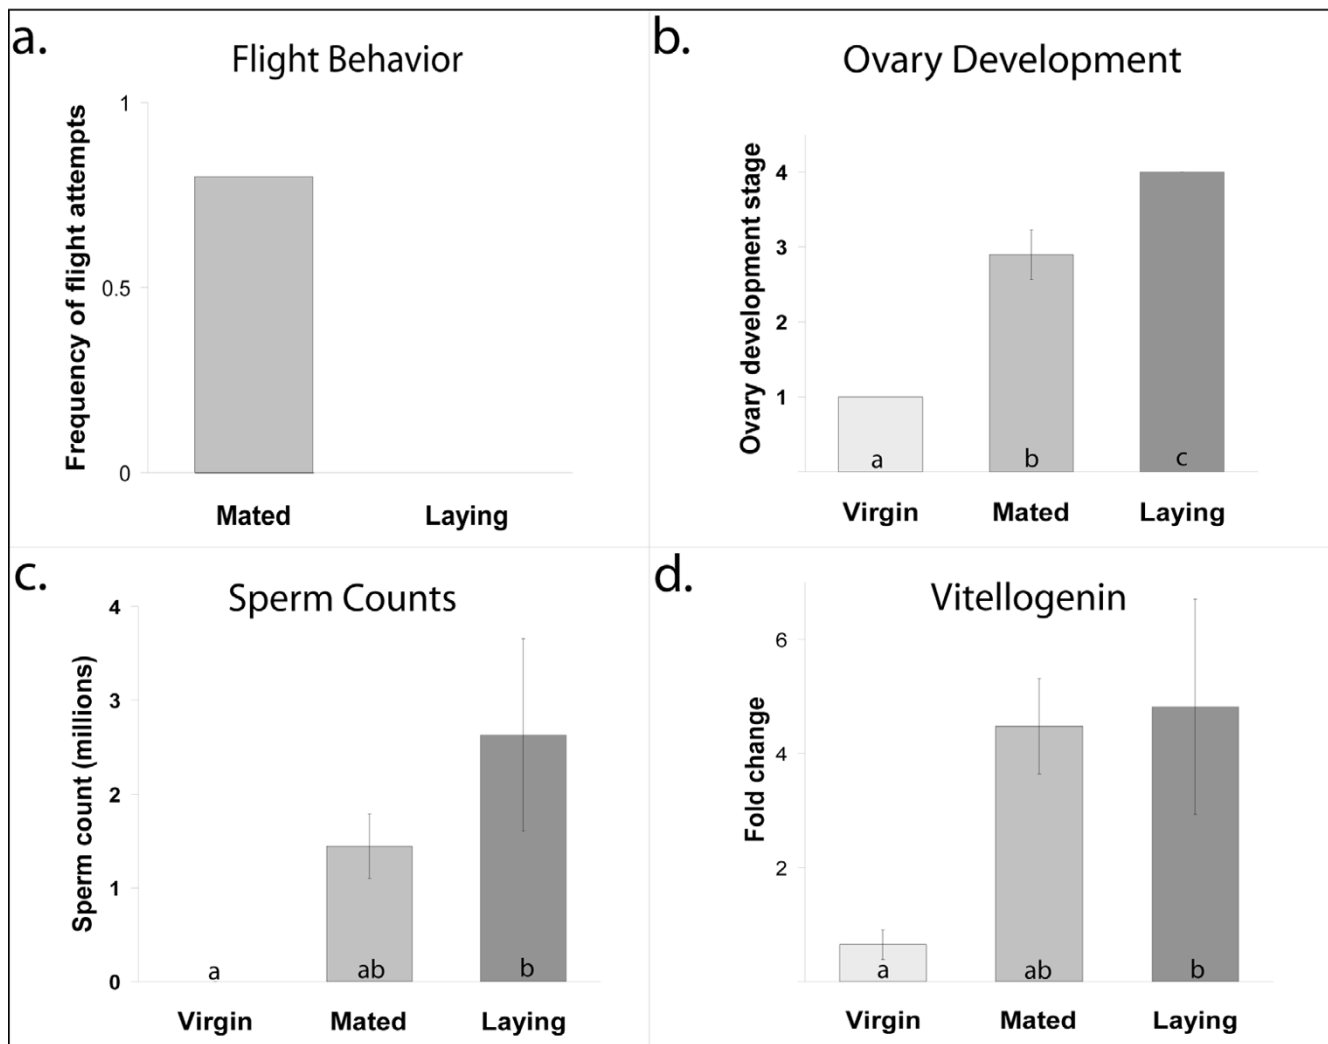 a.
Flight Behavior
Frequency of flight attempts
1
0.5
0
Mated Laying
b.
Ovary Development
Ovary development stage
4
3
2
1
a b c
Virgin Mated Laying
c.
Sperm Counts
Sperm count (millions)
4
3
2
1
0
a ab b
Virgin Mated Laying
d.
Vitellogenin
Fold change
6
4
2
a ab b
Virgin Mated Laying